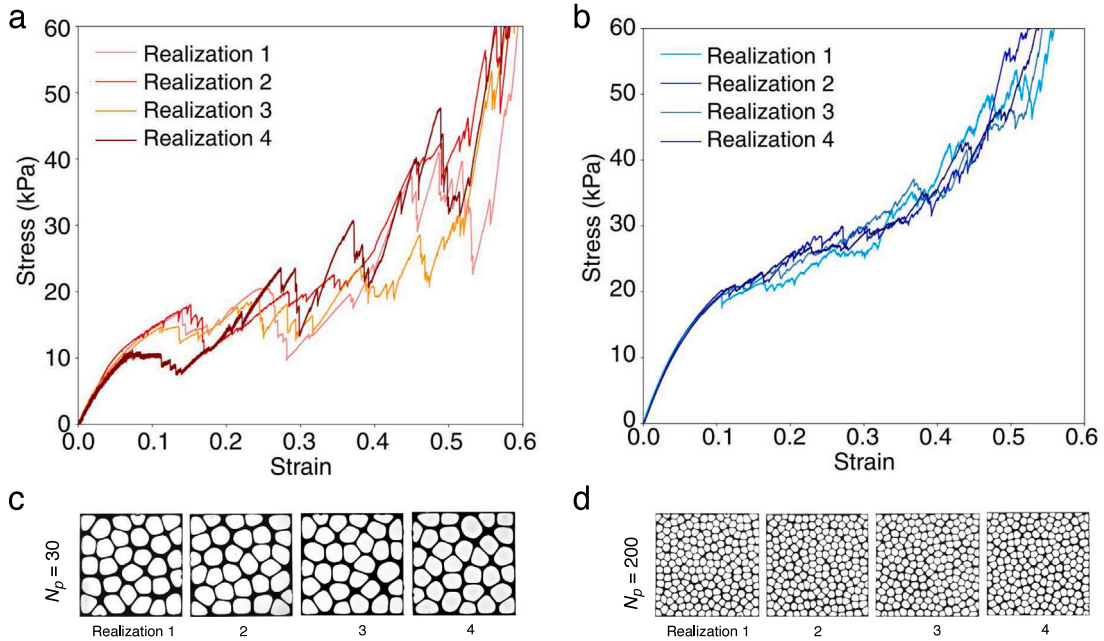 a
60
50
40
30
20
10
0
Stress (kPa)
Realization 1
Realization 2
Realization 3
Realization 4
0.0 0.1 0.2 0.3 0.4 0.5 0.6
Strain
b
60
50
40
30
20
10
0
Stress (kPa)
Realization 1
Realization 2
Realization 3
Realization 4
0.0 0.1 0.2 0.3 0.4 0.5 0.6
Strain
c
Np = 30
Realization 1 2 3 4
d
Np = 200
Realization 1 2 3 4